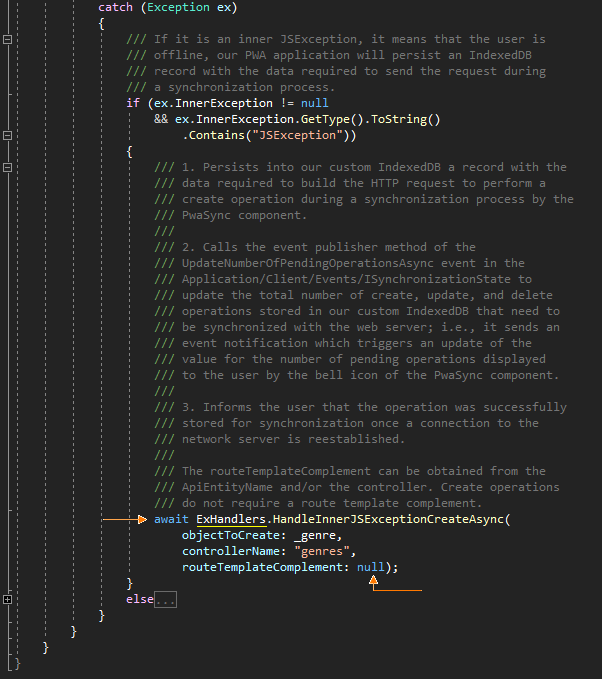 catch (Exception ex)
{
/// If it is an inner JSException, it means that the user is
/// offline, our PWA application will persist an IndexedDB
/// record with the data required to send the request during
/// a synchronization process.
if (ex.InnerException != null
&& ex.InnerException.GetType().ToString()
.Contains("JSException"))
{
/// 1. Persists into our custom IndexedDB a record with the
/// data required to build the HTTP request to perform a
/// create operation during a synchronization process by the
/// PwaSync component.
///
/// 2. Calls the event publisher method of the
/// UpdateNumberOfPendingOperationsAsync event in the
/// Application/Client/Events/ISynchronizationState to
/// update the total number of create, update, and delete
/// operations stored in our custom IndexedDB that need to
/// be synchronized with the web server; i.e., it sends an
/// event notification which triggers an update of the
/// value for the number of pending operations displayed
/// to the user by the bell icon of the PwaSync component.
///
/// 3. Informs the user that the operation was successfully
/// stored for synchronization once a connection to the
/// network server is reestablished.
///
/// The routeTemplateComplement can be obtained from the
/// ApiEntityName and/or the controller. Create operations
/// do not require a route template complement.
await ExHandlers.HandleInnerJSExceptionCreateAsync(
objectToCreate: _genre,
controllerName: "genres",
routeTemplateComplement: null);
}
else...
}
}
}
}